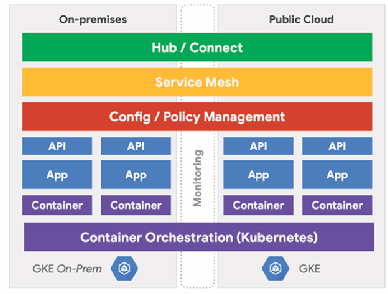 On-premises
Public Cloud
Hub / Connect
Service Mesh
Config / Policy Management
API
API
API
API
App
App
App
App
Container
Container
Container
Container
Monitoring
Container Orchestration (Kubernetes)
GKE On-Prem
GKE